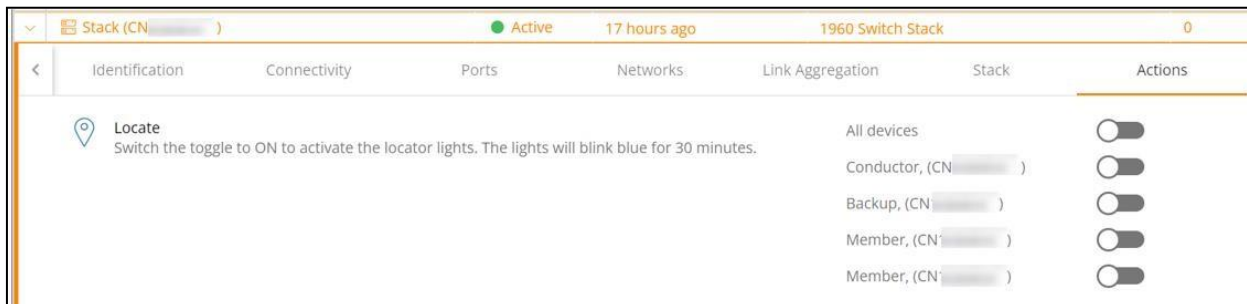 Stack (CN )
Active
17 hours ago
1960 Switch Stack
0
Identification
Connectivity
Ports
Networks
Link Aggregation
Stack
Actions
Locate
Switch the toggle to ON to activate the locator lights. The lights will blink blue for 30 minutes.
All devices
Conductor, (CN )
Backup, (CN )
Member, (CN )
Member, (CN )